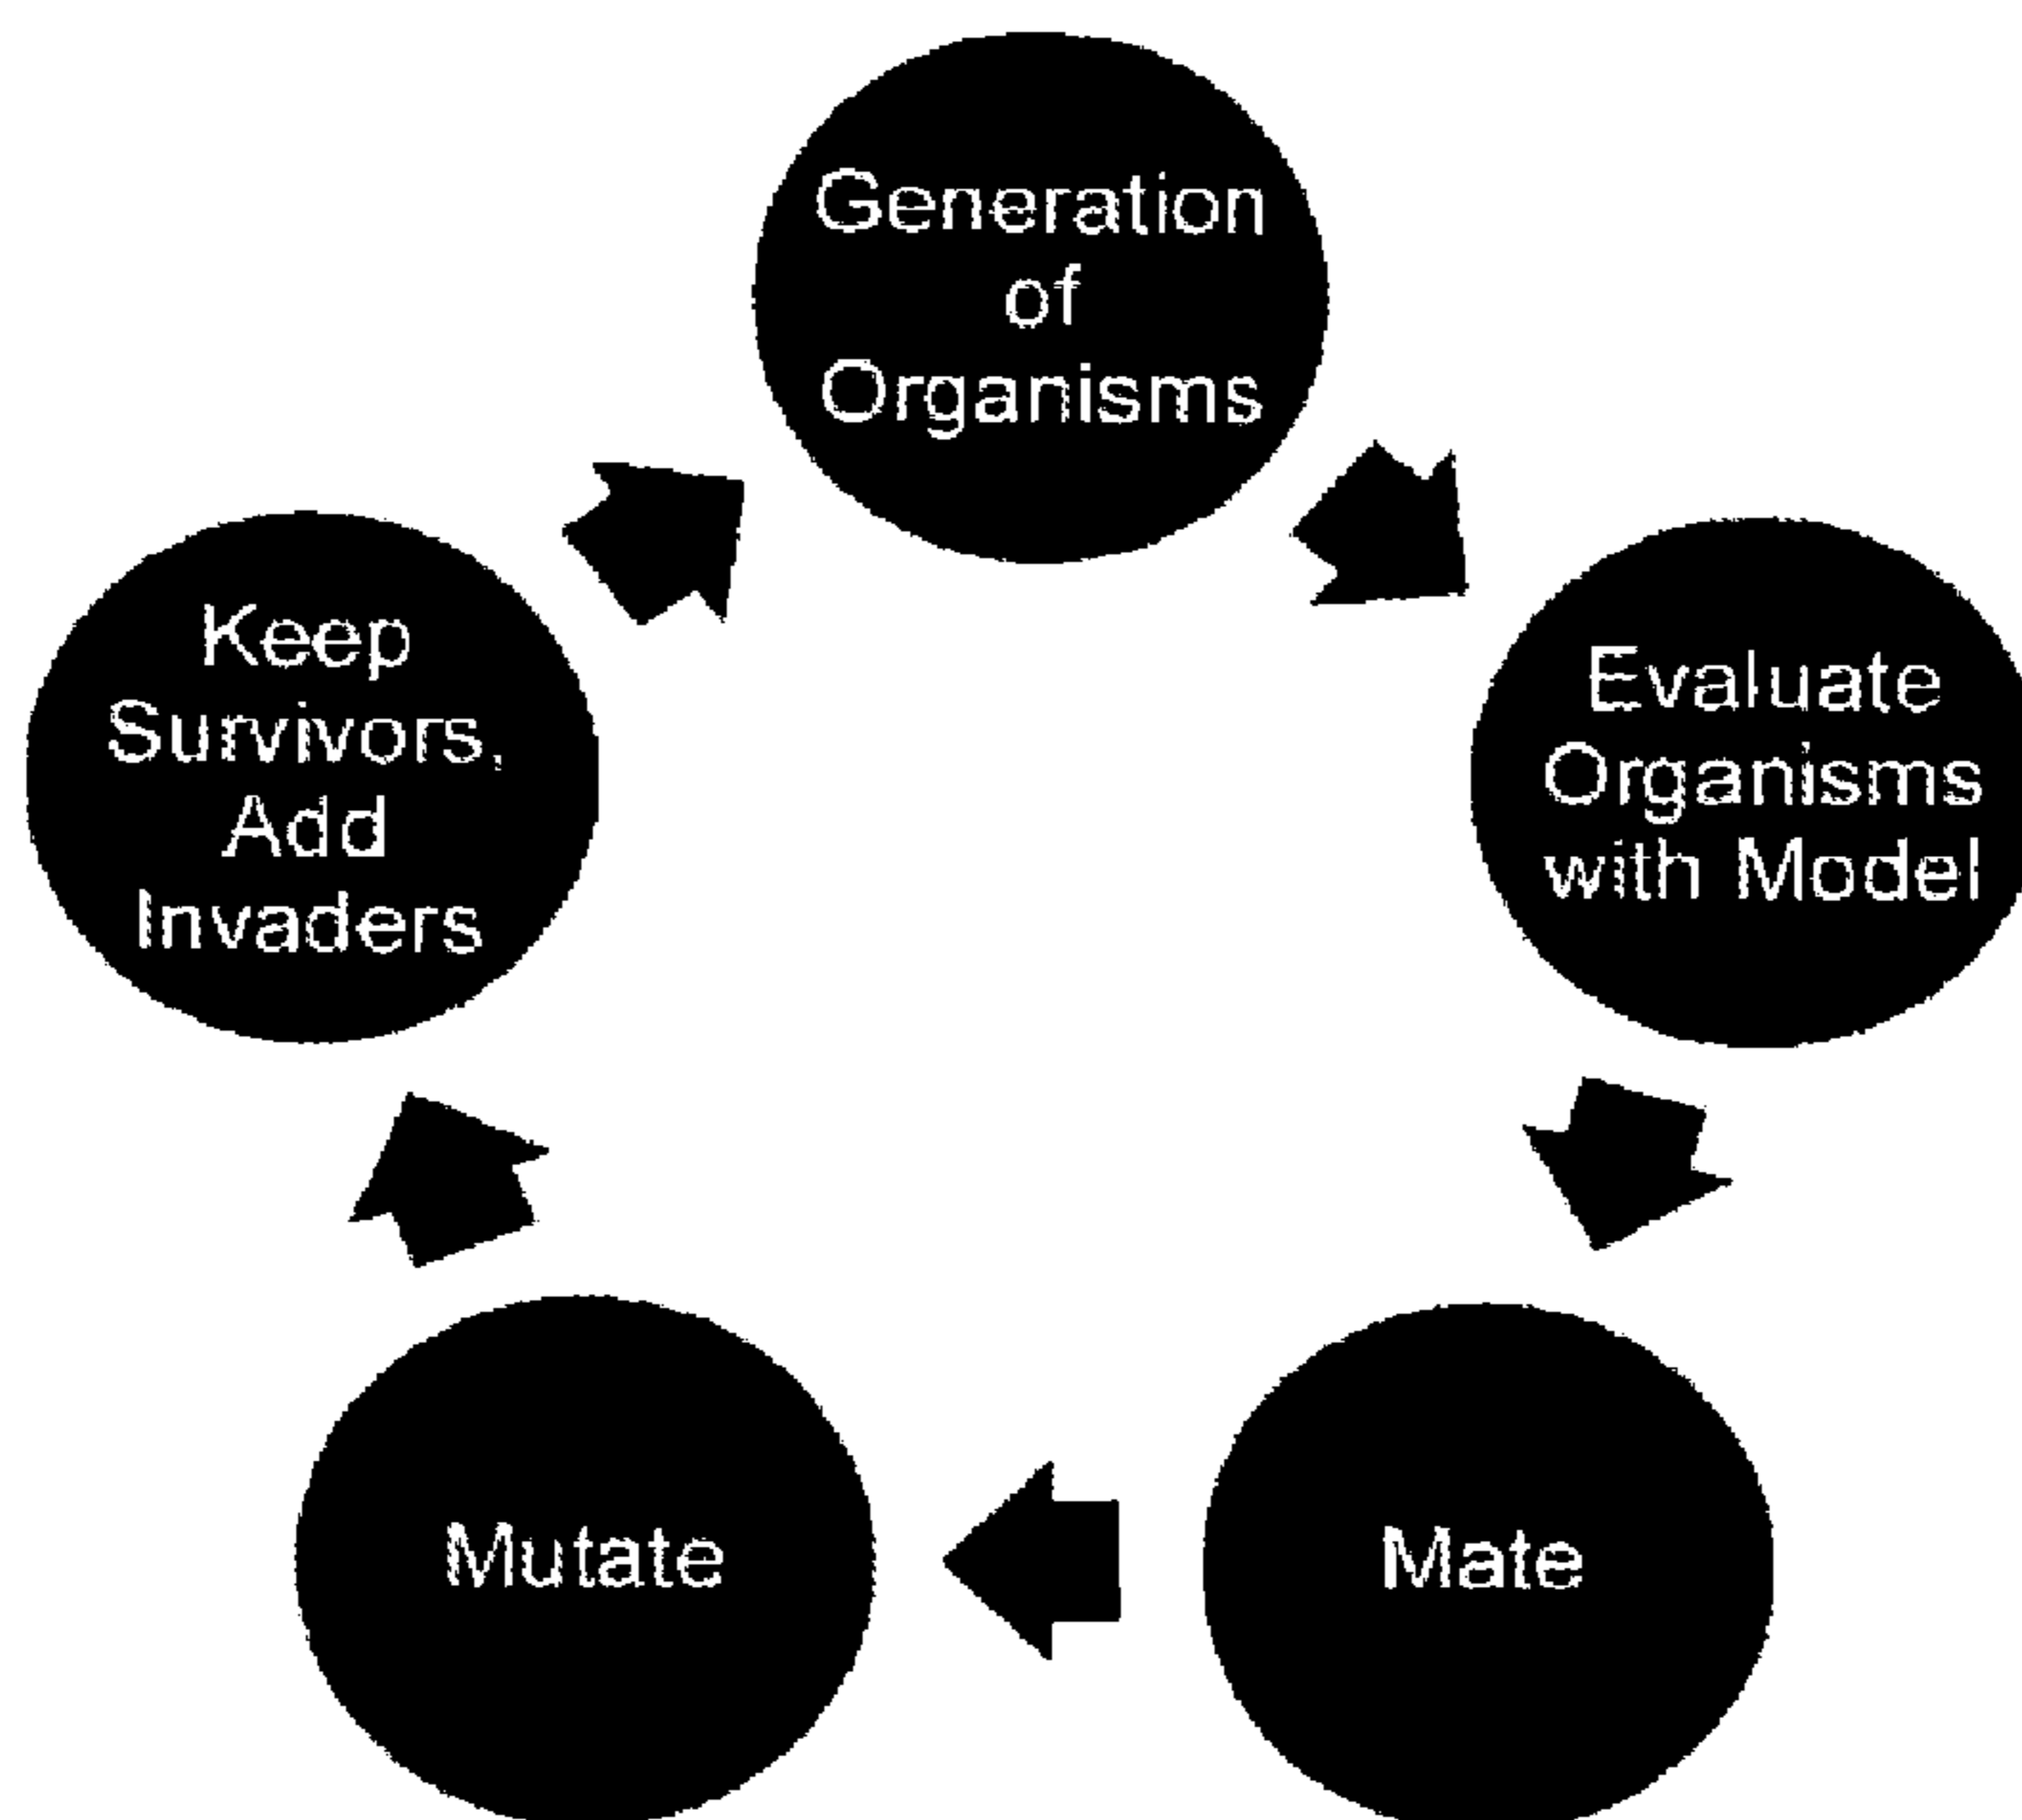 Generation
of
Organisms
Evaluate
Organisms
with Model
Mate
Mutate
Keep
Survivors,
Add
Invaders